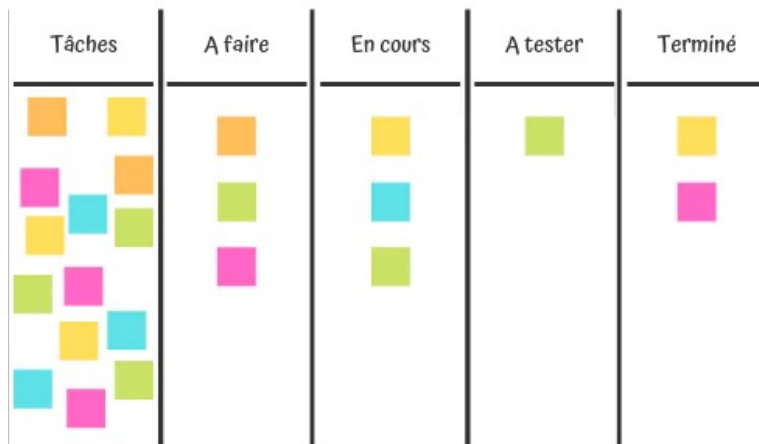 Tâches
A faire
En cours
A tester
Terminé